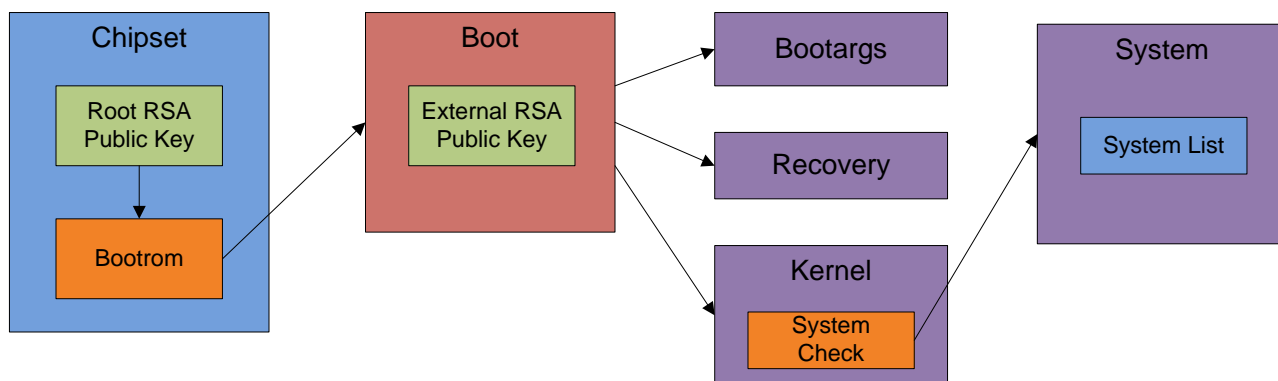 Chipset
Root RSA
Public Key
Bootrom
Boot
External RSA
Public Key
Bootargs
Recovery
Kernel
System
Check
System
System List